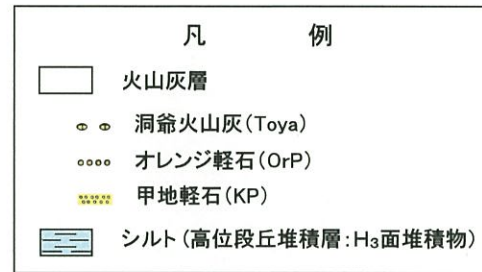 凡 例
火山灰層
洞爺火山灰(Toya)
オレンジ軽石(OrP)
甲地軽石(KP)
シルト(高位段丘堆積層:H₃面堆積物)